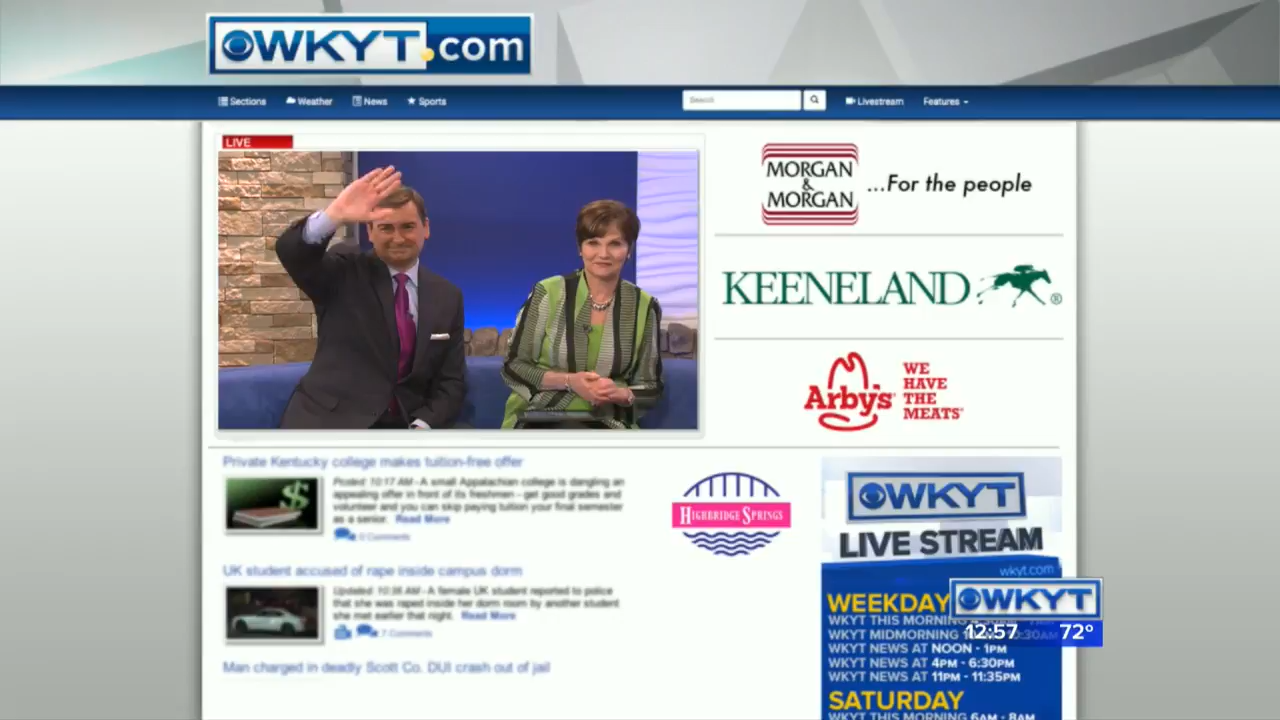 WKYT.com
Sections Weather News Sports Search Livestream Features
LIVE
MORGAN
&
MORGAN
...For the people
KEENELAND®
Arby's®
WE
HAVE
THE
MEATS®
Private Kentucky college makes tuition-free offer
Posted: 10:17 AM - A small Appalachian college is dangling an
appealing offer in front of its freshmen - get good grades and
volunteer and you can skip paying tuition your final semester
as a senior. Read More
0 Comments
HIGHBRIDGE SPRINGS
UK student accused of rape inside campus dorm
Updated: 10:36 AM - A female UK student reported to police
that she was raped inside her dorm room by another student
she met earlier that night. Read More
7 Comments
Man charged in deadly Scott Co. DUI crash out of jail
WKYT
LIVE STREAM
wkyt.com
WEEKDAY
WKYT THIS MORNING
WKYT MIDMORNING
WKYT NEWS AT NOON - 1PM
WKYT NEWS AT 4PM - 6:30PM
WKYT NEWS AT 11PM - 11:35PM
SATURDAY
WKYT THIS MORNING 6AM - 8AM
WKYT
12:57 72°